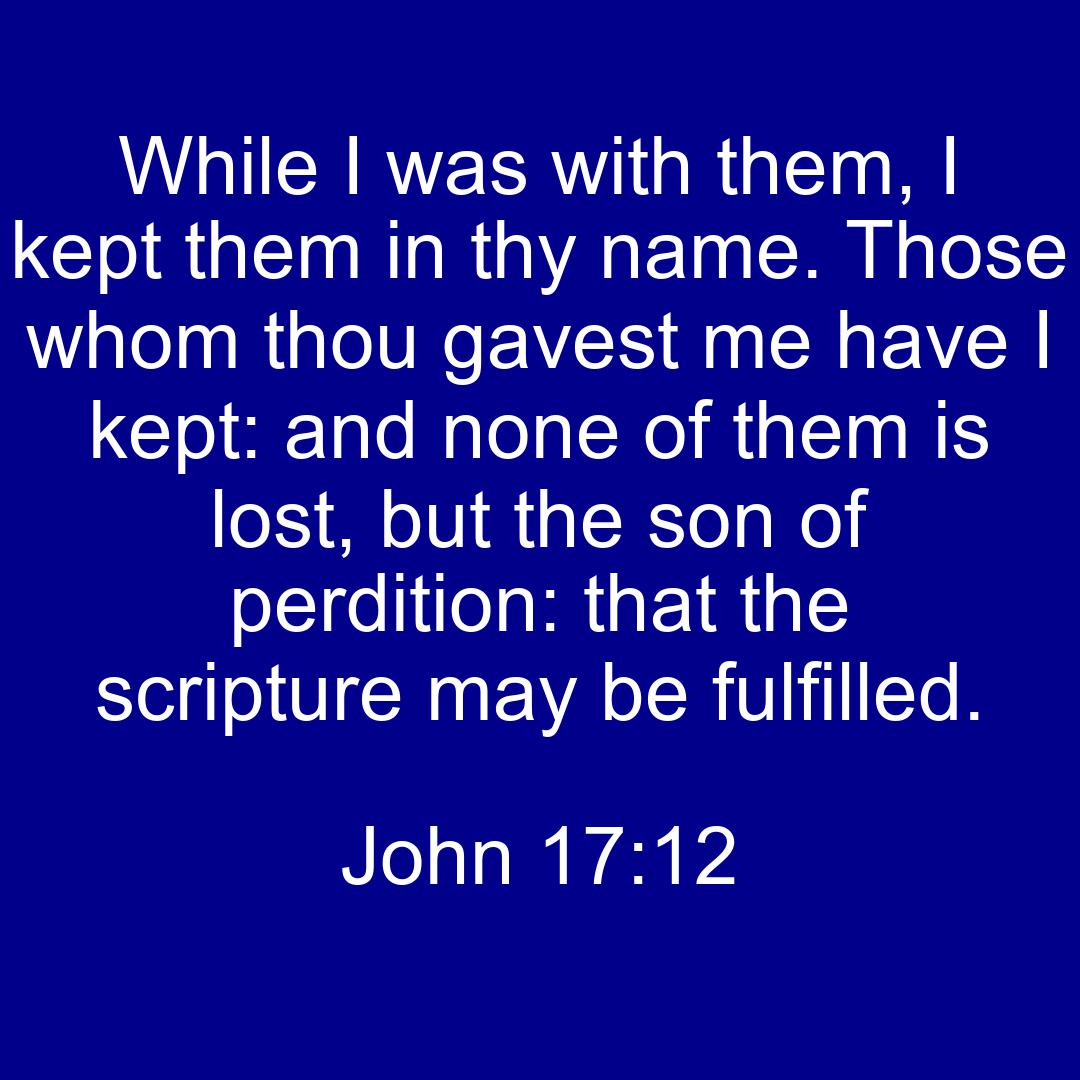 While I was with them, I
kept them in thy name. Those
whom thou gavest me have I
kept: and none of them is
lost, but the son of
perdition: that the
scripture may be fulfilled.
John 17:12